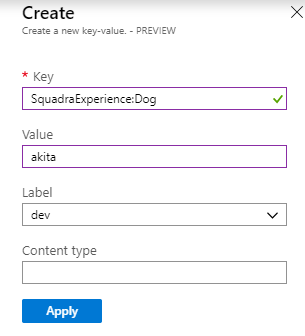 Create
Create a new key-value. - PREVIEW
* Key
SquadraExperience:Dog
Value
akita
Label
dev
Content type
Apply